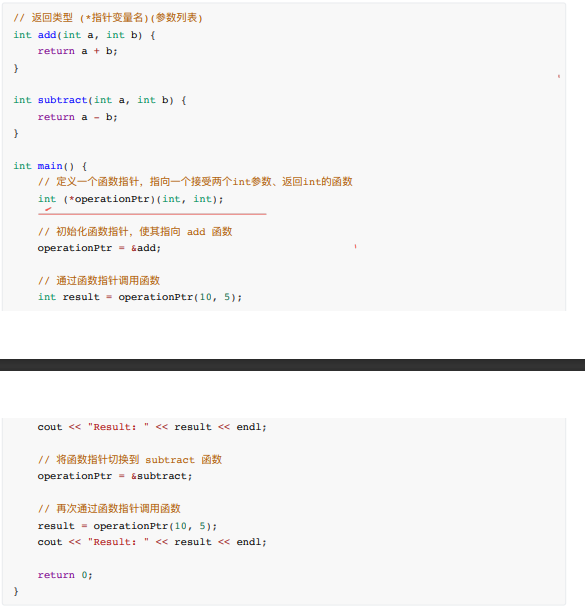 // 返回类型 (*指针变量名)(参数列表)
int add(int a, int b) {
return a + b;
}
int subtract(int a, int b) {
return a - b;
}
int main() {
// 定义一个函数指针，指向一个接受两个int参数、返回int的函数
int (*operationPtr)(int, int);
// 初始化函数指针，使其指向 add 函数
operationPtr = &add;
// 通过函数指针调用函数
int result = operationPtr(10, 5);
cout << "Result: " << result << endl;
// 将函数指针切换到 subtract 函数
operationPtr = &subtract;
// 再次通过函数指针调用函数
result = operationPtr(10, 5);
cout << "Result: " << result << endl;
return 0;
}